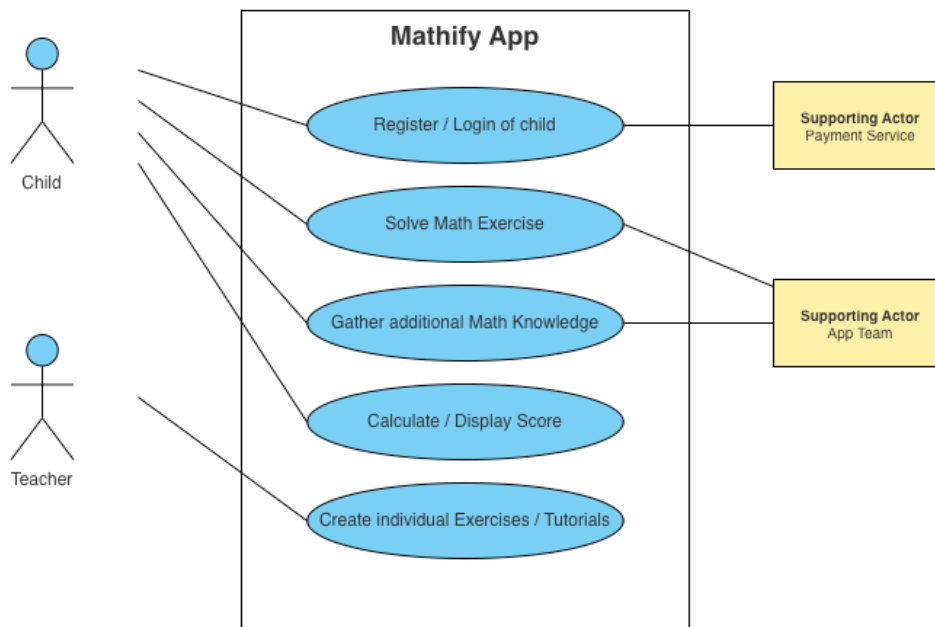 Mathify App
Child
Register / Login of child
Supporting Actor
Payment Service
Solve Math Exercise
Gather additional Math Knowledge
Supporting Actor
App Team
Calculate / Display Score
Teacher
Create individual Exercises / Tutorials